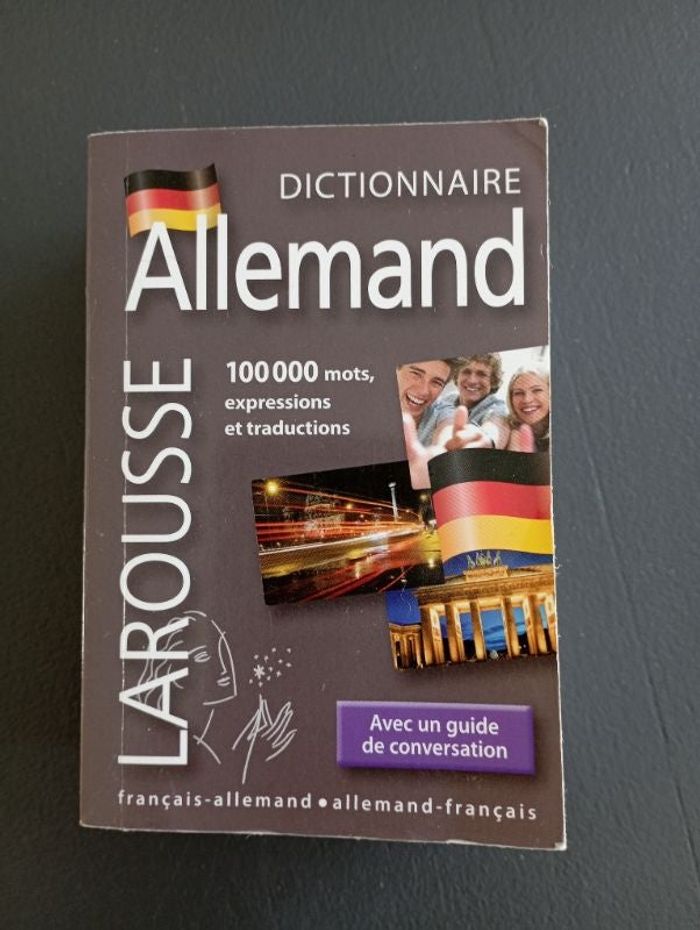 DICTIONNAIRE
Allemand
LAROUSSE
100 000 mots,
expressions
et traductions
Avec un guide
de conversation
français-allemand • allemand-français